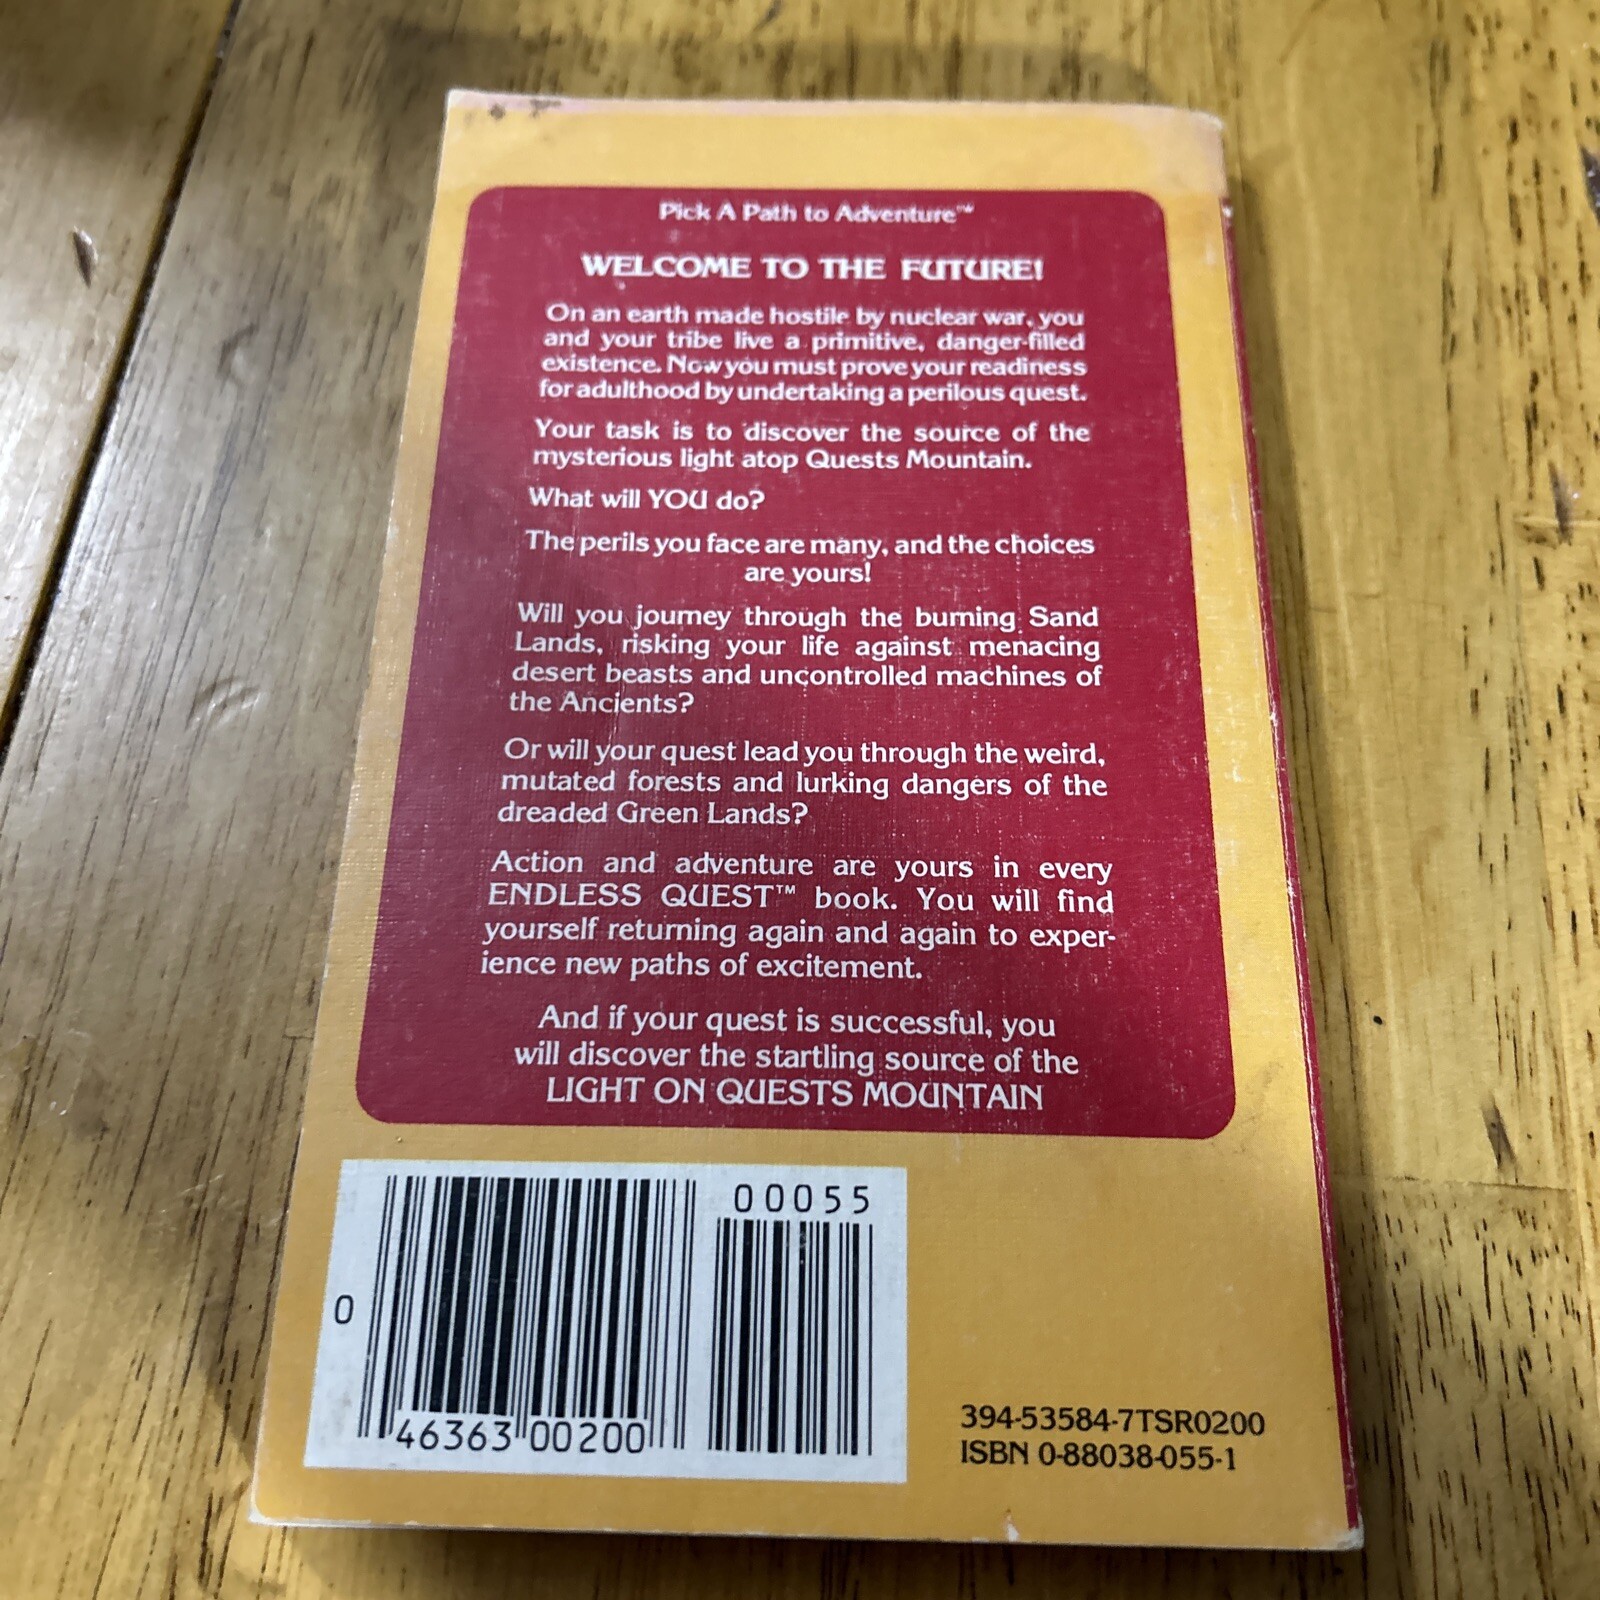 Pick A Path to Adventure™
WELCOME TO THE FUTURE!
On an earth made hostile by nuclear war, you
and your tribe live a primitive, danger-filled
existence. Now you must prove your readiness
for adulthood by undertaking a perilous quest.
Your task is to discover the source of the
mysterious light atop Quests Mountain.
What will YOU do?
The perils you face are many, and the choices
are yours!
Will you journey through the burning Sand
Lands, risking your life against menacing
desert beasts and uncontrolled machines of
the Ancients?
Or will your quest lead you through the weird,
mutated forests and lurking dangers of the
dreaded Green Lands?
Action and adventure are yours in every
ENDLESS QUEST™ book. You will find
yourself returning again and again to exper-
ience new paths of excitement.
And if your quest is successful, you
will discover the startling source of the
LIGHT ON QUESTS MOUNTAIN
00055
0
46363 00200
394-53584-7TSR0200
ISBN 0-88038-055-1